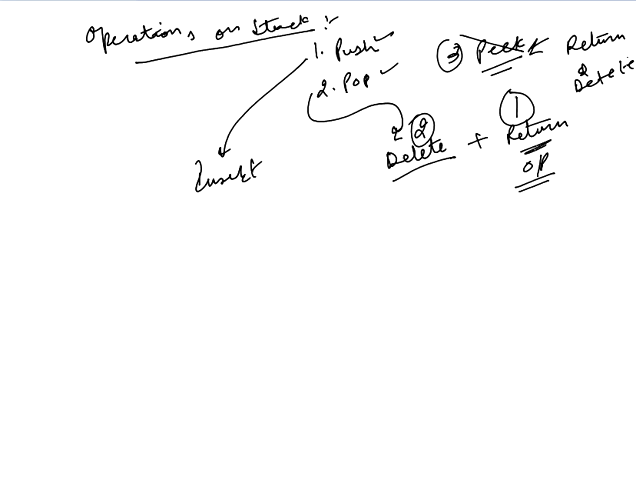 Operations on Stack :-
1. Push ✓
2. Pop ✓
③ Peek
Return
&
Delete
Insert
② Delete + ① Return
OP